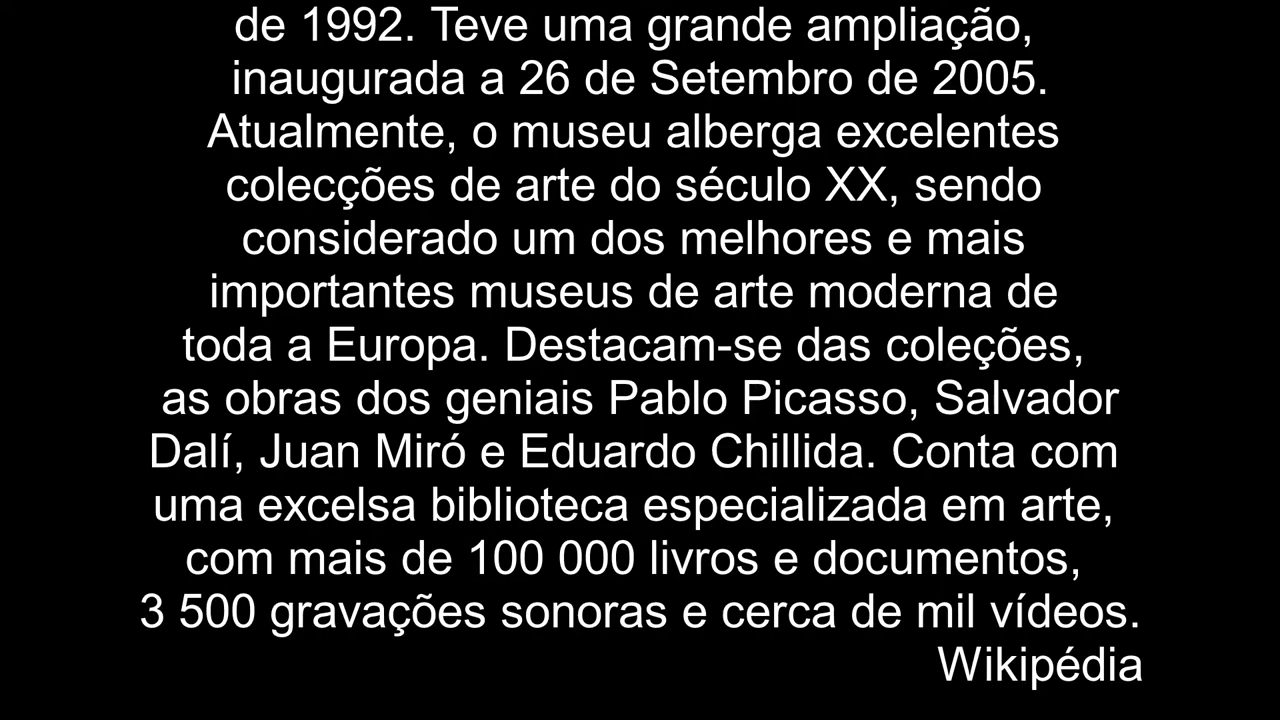 de 1992. Teve uma grande ampliação,
inaugurada a 26 de Setembro de 2005.
Atualmente, o museu alberga excelentes
colecções de arte do século XX, sendo
considerado um dos melhores e mais
importantes museus de arte moderna de
toda a Europa. Destacam-se das coleções,
as obras dos geniais Pablo Picasso, Salvador
Dalí, Juan Miró e Eduardo Chillida. Conta com
uma excelsa biblioteca especializada em arte,
com mais de 100 000 livros e documentos,
3 500 gravações sonoras e cerca de mil vídeos.
Wikipédia